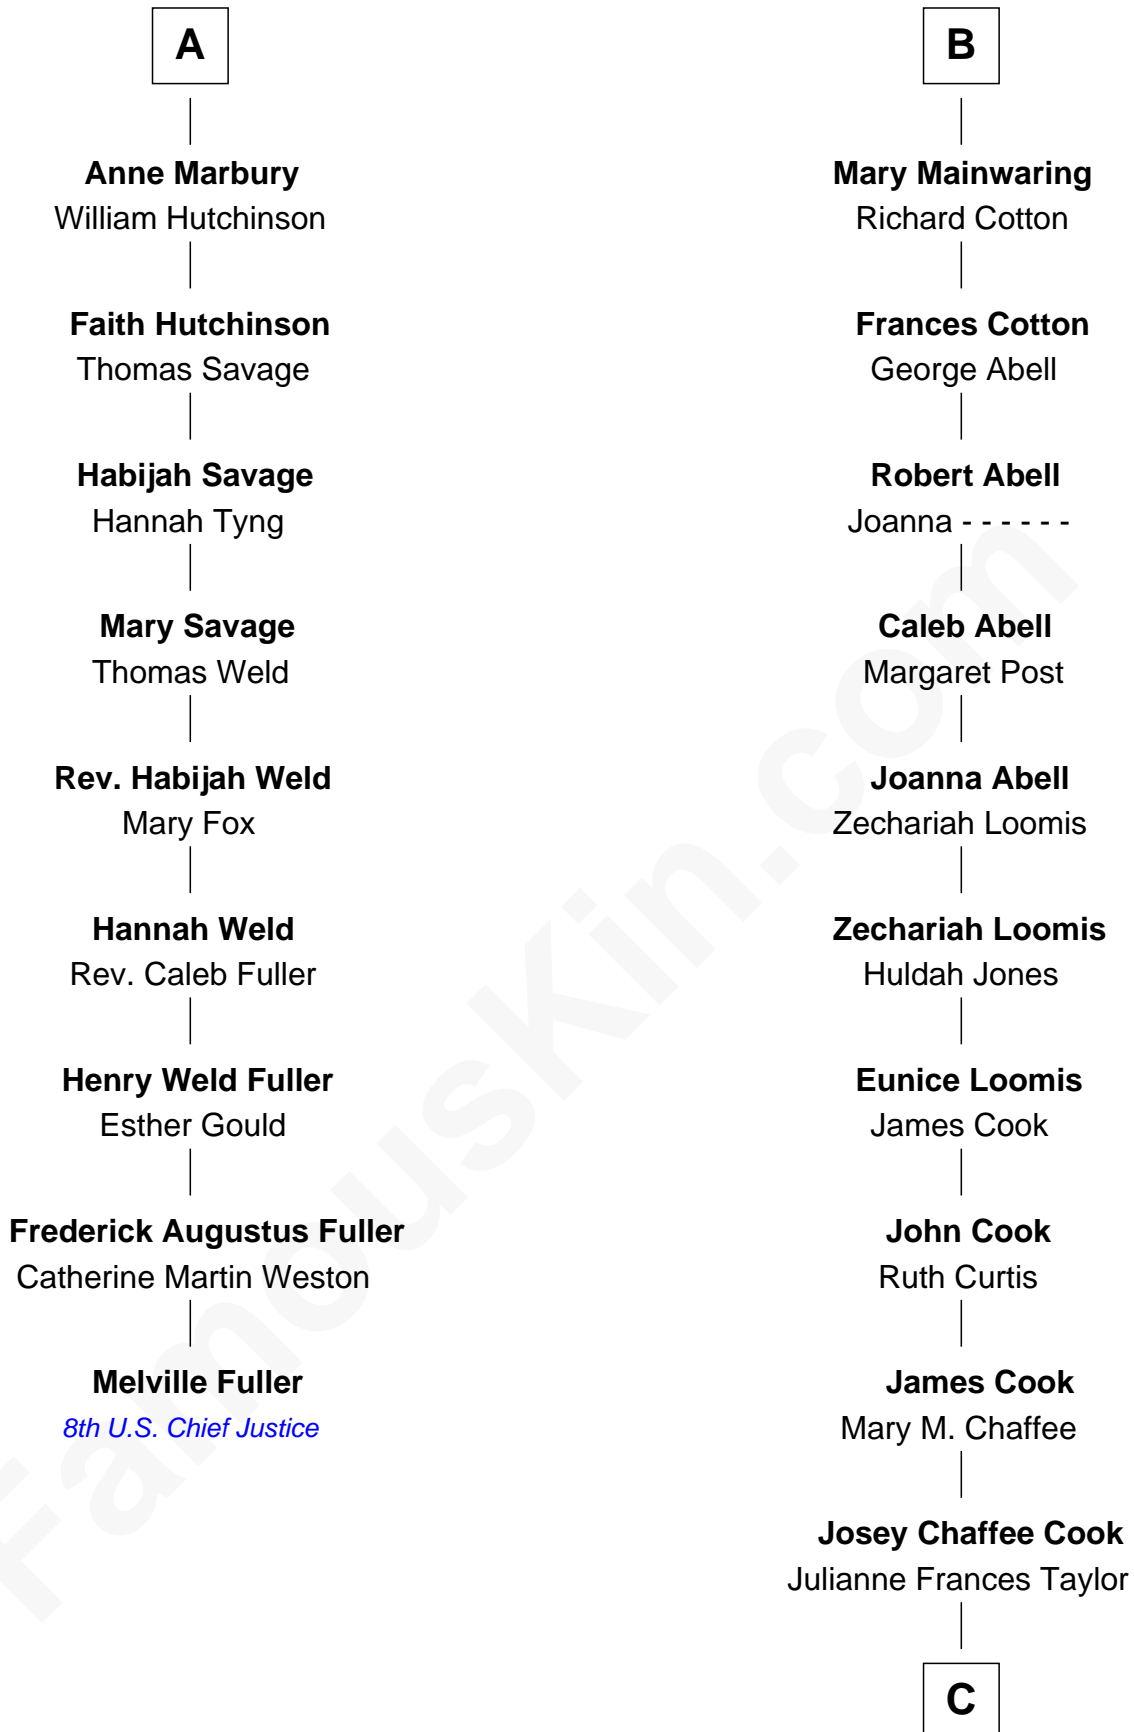 A
Anne Marbury
William Hutchinson
Faith Hutchinson
Thomas Savage
Habijah Savage
Hannah Tyng
Mary Savage
Thomas Weld
Rev. Habijah Weld
Mary Fox
Hannah Weld
Rev. Caleb Fuller
Henry Weld Fuller
Esther Gould
Frederick Augustus Fuller
Catherine Martin Weston
Melville Fuller
8th U.S. Chief Justice
B
Mary Mainwaring
Richard Cotton
Frances Cotton
George Abell
Robert Abell
Joanna - - - - - -
Caleb Abell
Margaret Post
Joanna Abell
Zechariah Loomis
Zechariah Loomis
Huldah Jones
Eunice Loomis
James Cook
John Cook
Ruth Curtis
James Cook
Mary M. Chaffee
Josey Chaffee Cook
Julianne Frances Taylor
C
FamousKin.com